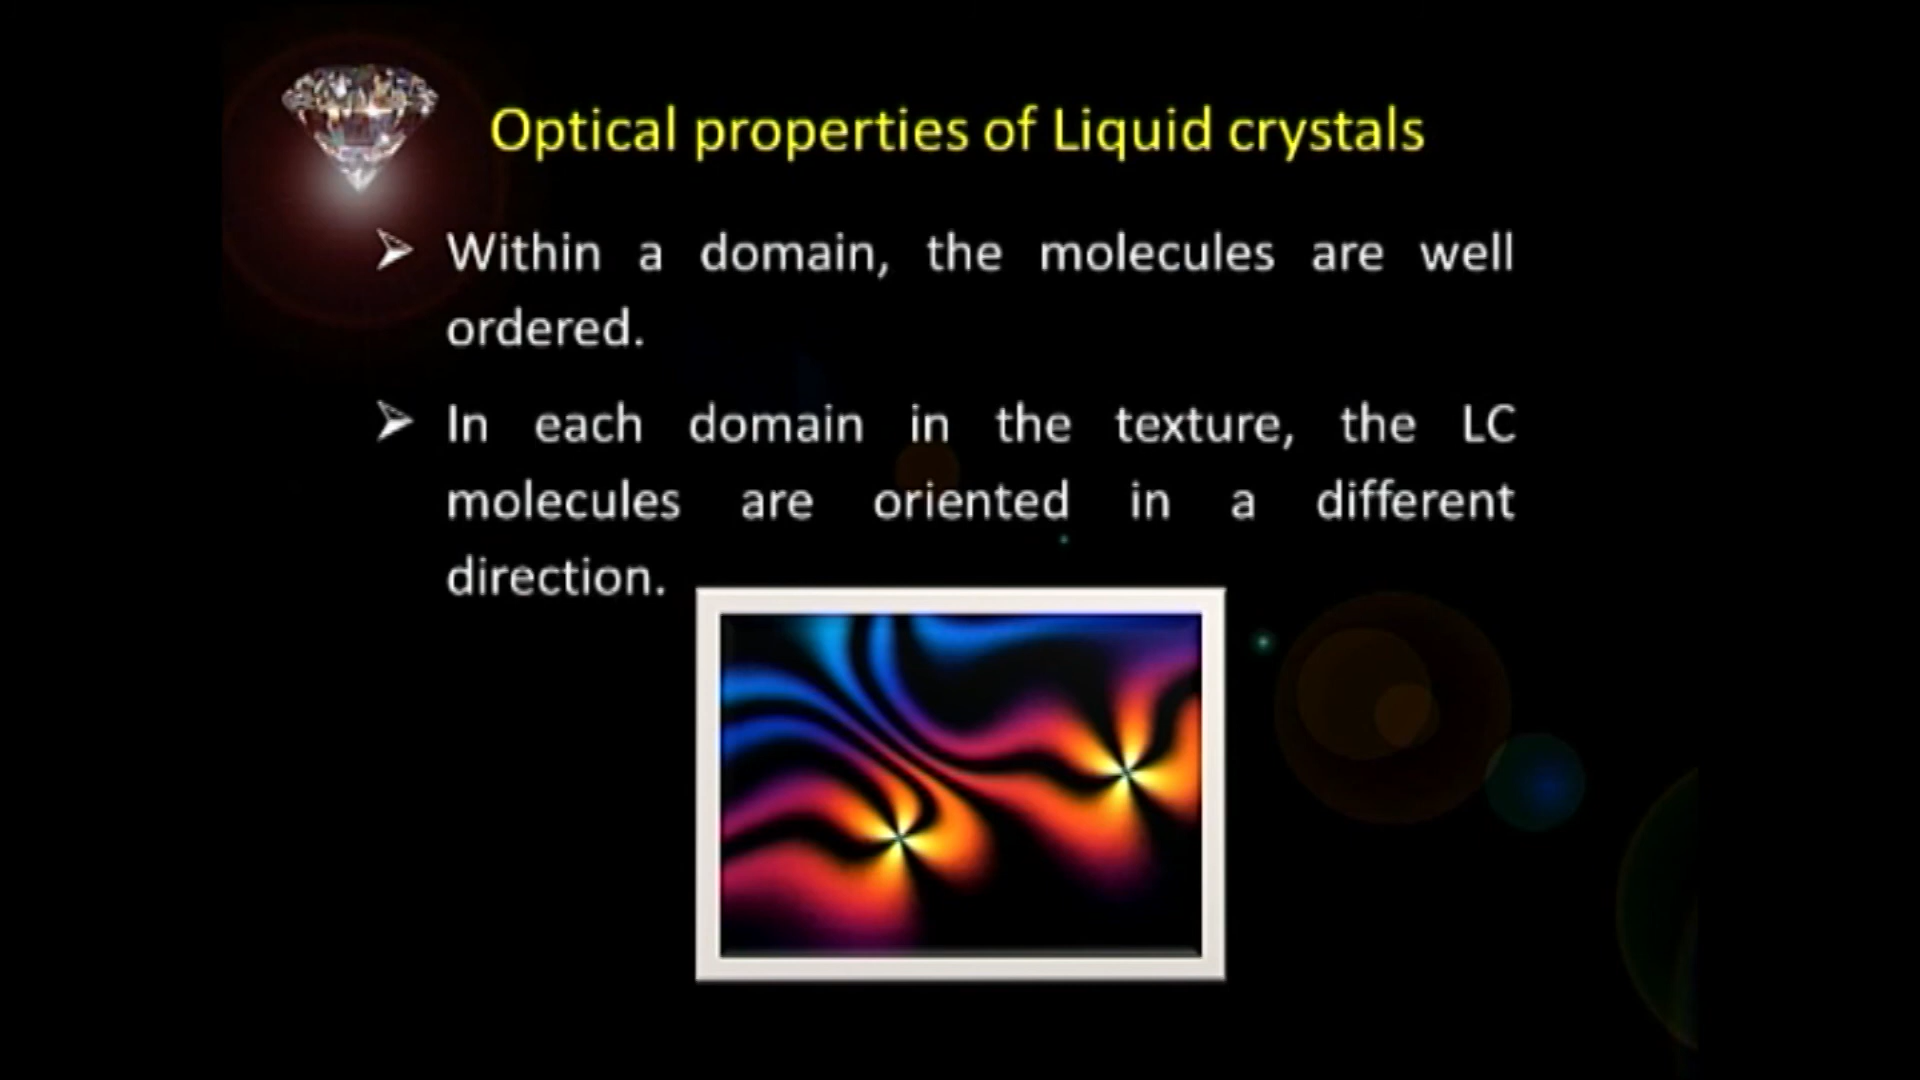 Optical properties of Liquid crystals
Within a domain, the molecules are well
ordered.
In each domain in the texture, the LC
molecules are oriented in a different
direction.